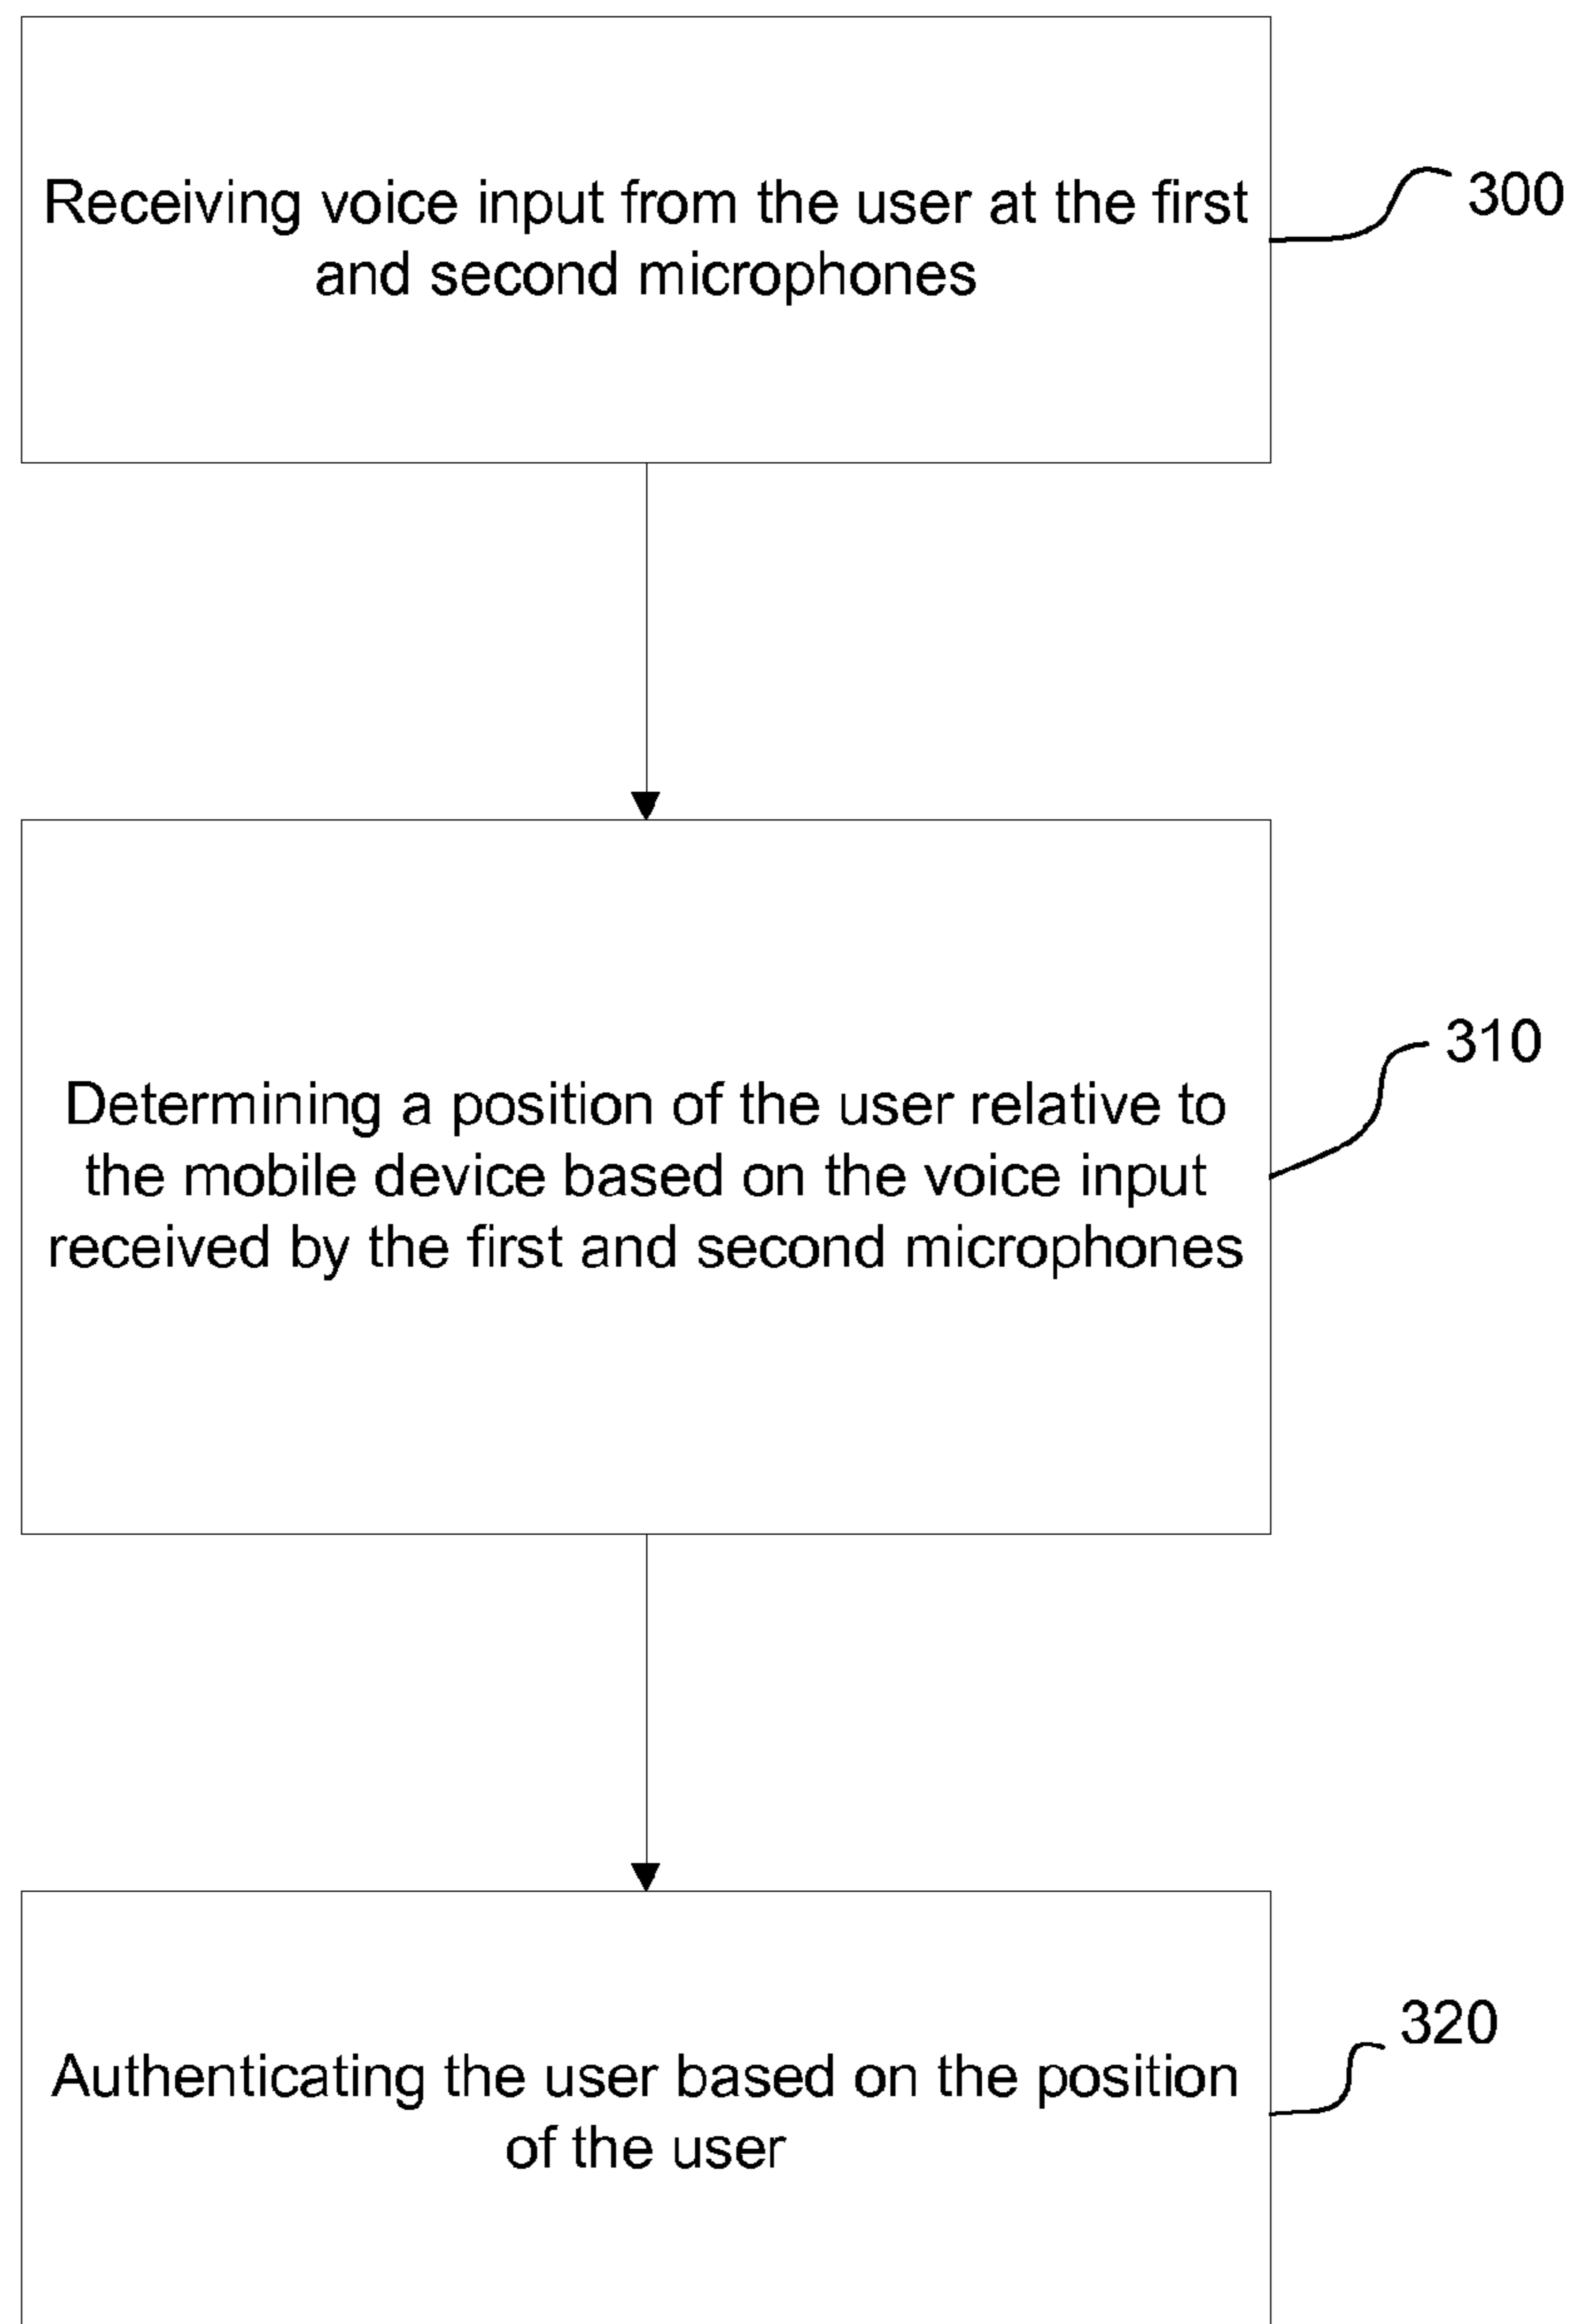 Receiving voice input from the user at the first
and second microphones
300
Determining a position of the user relative to
the mobile device based on the voice input
received by the first and second microphones
310
Authenticating the user based on the position
of the user
320